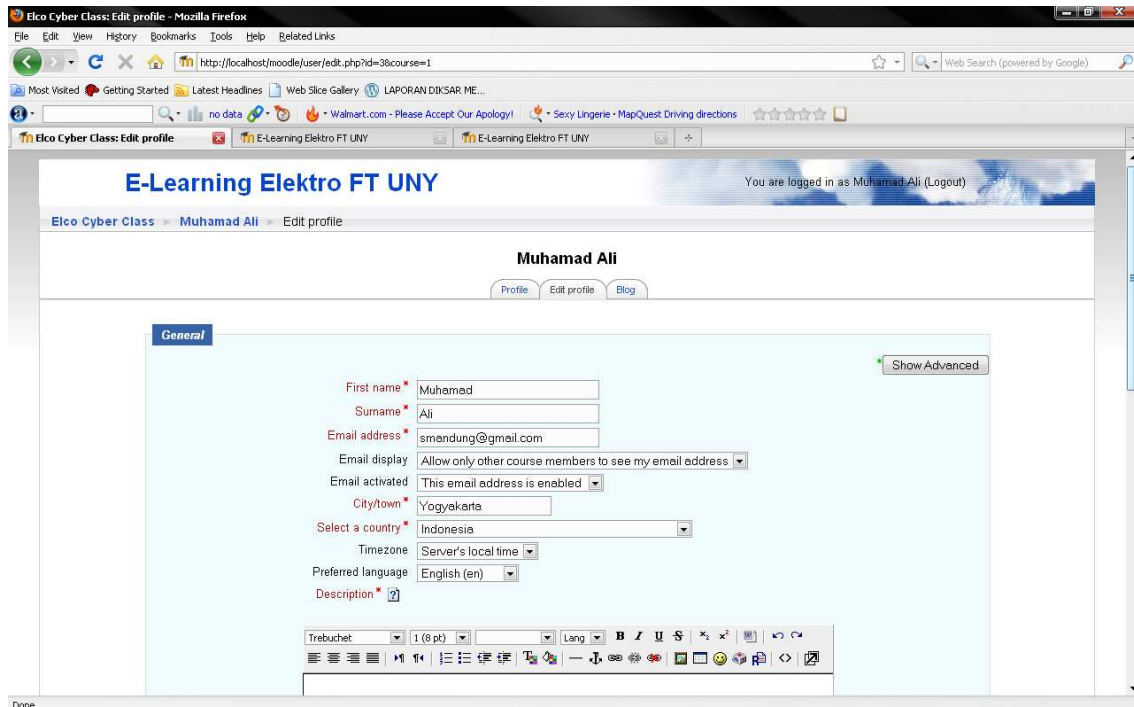 Elco Cyber Class: Edit profile - Mozilla Firefox
File Edit View History Bookmarks Tools Help Related Links
http://localhost/moodle/user/edit.php?id=3&course=1 Web Search (powered by Google)
Most Visited Getting Started Latest Headlines Web Slice Gallery LAPORAN DIKSAR ME...
no data Walmart.com - Please Accept Our Apology! Sexy Lingerie MapQuest Driving directions
Elco Cyber Class: Edit profile E-Learning Elektro FT UNY E-Learning Elektro FT UNY
E-Learning Elektro FT UNY You are logged in as Muhamad Ali (Logout)
Elco Cyber Class ► Muhamad Ali ► Edit profile
Muhamad Ali
Profile Edit profile Blog
General
* Show Advanced
First name* Muhamad
Surname* Ali
Email address* smandung@gmail.com
Email display Allow only other course members to see my email address
Email activated This email address is enabled
City/town* Yogyakarta
Select a country* Indonesia
Timezone Server's local time
Preferred language English (en)
Description* ?
Trebuchet 1 (8 pt) Lang B I U S x₂ x²
Done